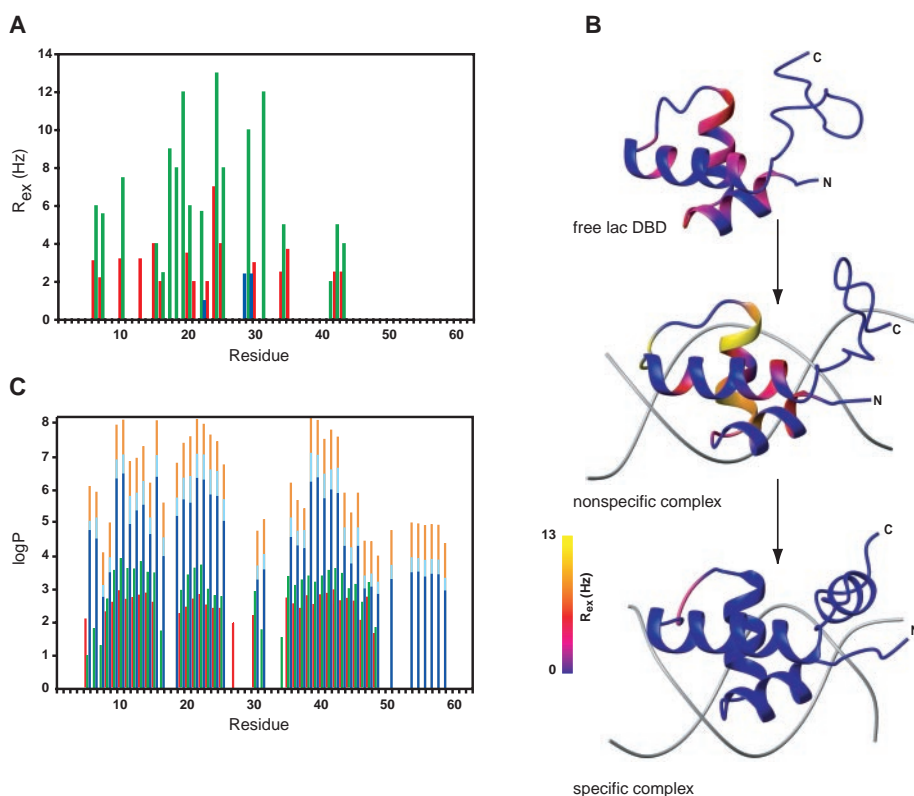 A
14
12
10
8
6
4
2
0
Rex (Hz)
10 20 30 40 50 60
Residue
B
C
N
free lac DBD
C
N
nonspecific complex
13
Rex (Hz)
0
C
N
specific complex
C
8
7
6
5
4
3
2
1
0
logP
10 20 30 40 50 60
Residue